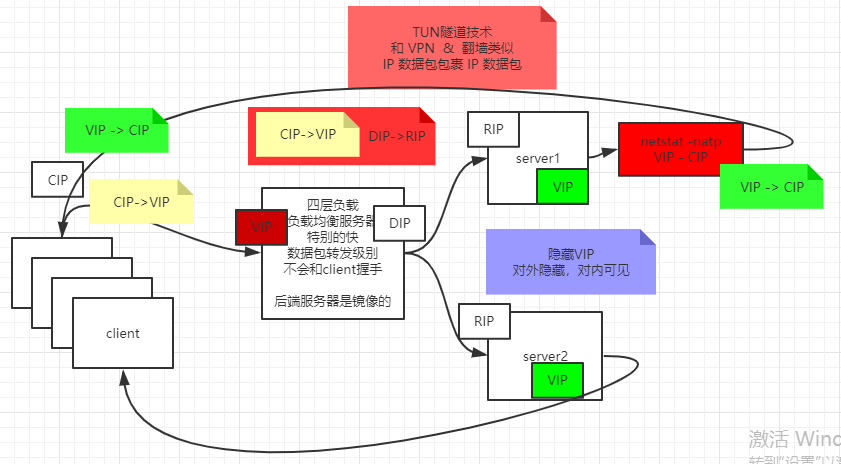 TUN隧道技术
和 VPN & 翻墙类似
IP 数据包包裹 IP 数据包
VIP -> CIP
CIP->VIP
DIP->RIP
RIP
server1
VIP
netstat -natp
VIP - CIP
VIP -> CIP
CIP
CIP->VIP
VIP
四层负载
负载均衡服务器
特别的快
数据包转发级别
不会和client握手
后端服务器是镜像的
DIP
隐藏VIP
对外隐藏，对内可见
client
RIP
server2
VIP
激活 Wind
转到"设置"以